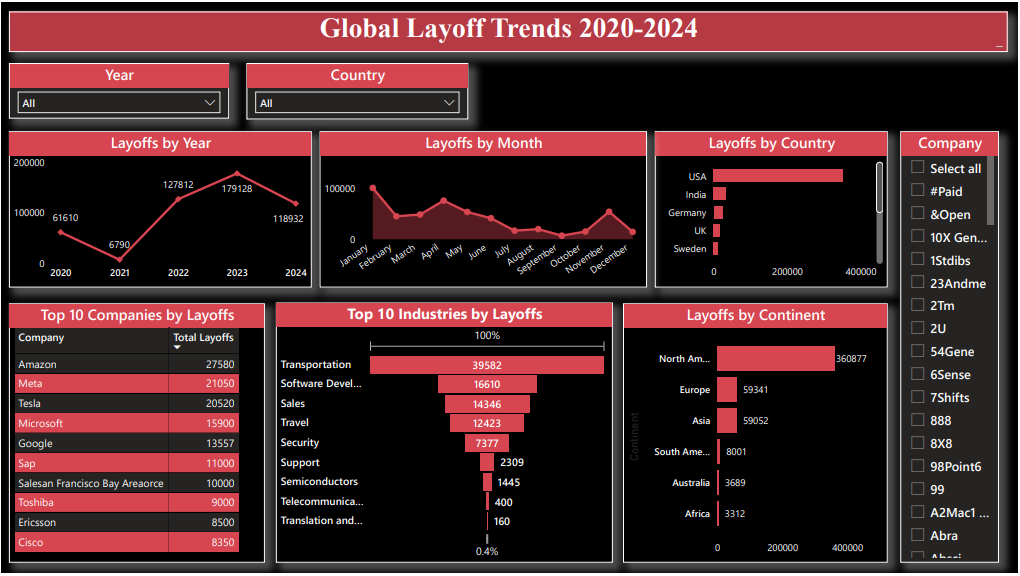 Global Layoff Trends 2020-2024
Year
All
Country
All
Layoffs by Year
200000
100000
0
61610
6790
127812
179128
118932
2020 2021 2022 2023 2024
Layoffs by Month
100000
0
January February March April May June July August September October November December
Layoffs by Country
USA
India
Germany
UK
Sweden
0 200000 400000
Company
Select all
#Paid
&Open
10X Gen...
1Stdibs
23Andme
2Tm
2U
54Gene
6Sense
7Shifts
888
8X8
98Point6
99
A2Mac1 ...
Abra
Top 10 Companies by Layoffs
Company Total Layoffs
Amazon 27580
Meta 21050
Tesla 20520
Microsoft 15900
Google 13557
Sap 11000
Salesan Francisco Bay Areaorce 10000
Toshiba 9000
Ericsson 8500
Cisco 8350
Top 10 Industries by Layoffs
100%
Transportation 39582
Software Devel... 16610
Sales 14346
Travel 12423
Security 7377
Support 2309
Semiconductors 1445
Telecommunica... 400
Translation and... 160
0.4%
Layoffs by Continent
Continent
North Am... 360877
Europe 59341
Asia 59052
South Ame... 8001
Australia 3689
Africa 3312
0 200000 400000